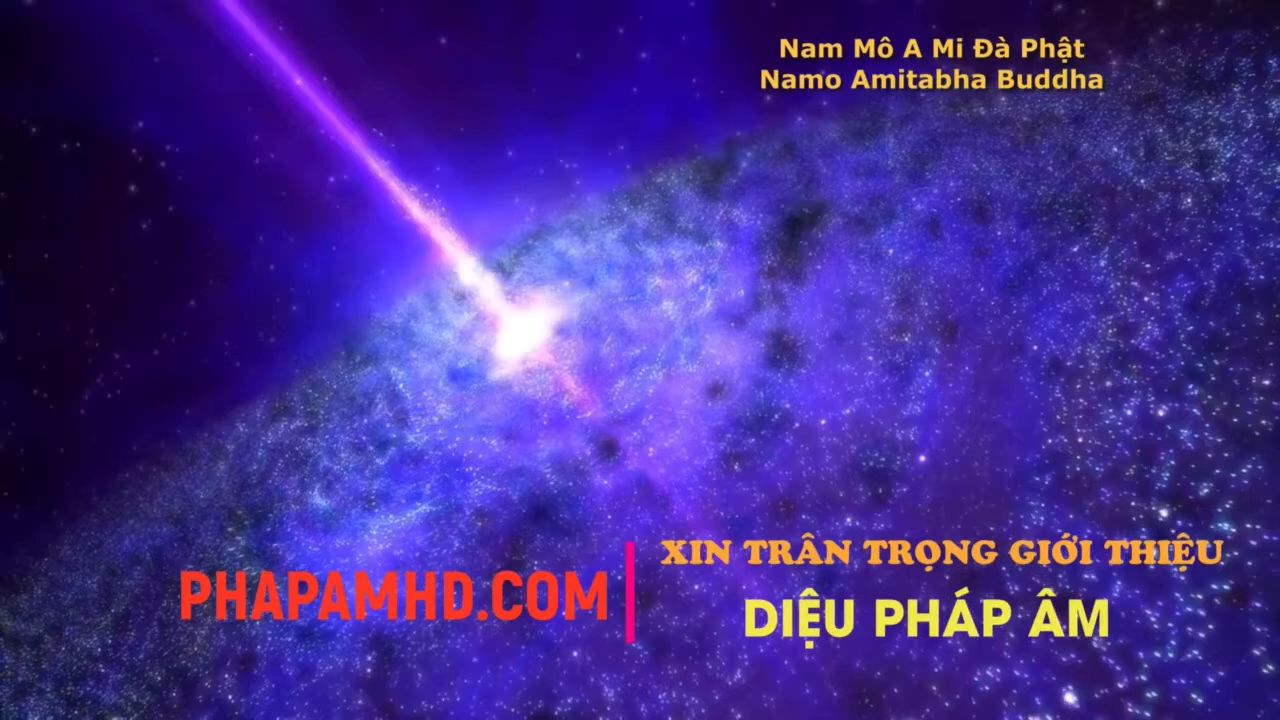 Nam Mô A Mi Đà Phật
Namo Amitabha Buddha
PHAPAMHD.COM
XIN TRÂN TRỌNG GIỚI THIỆU
DIỆU PHÁP ÂM